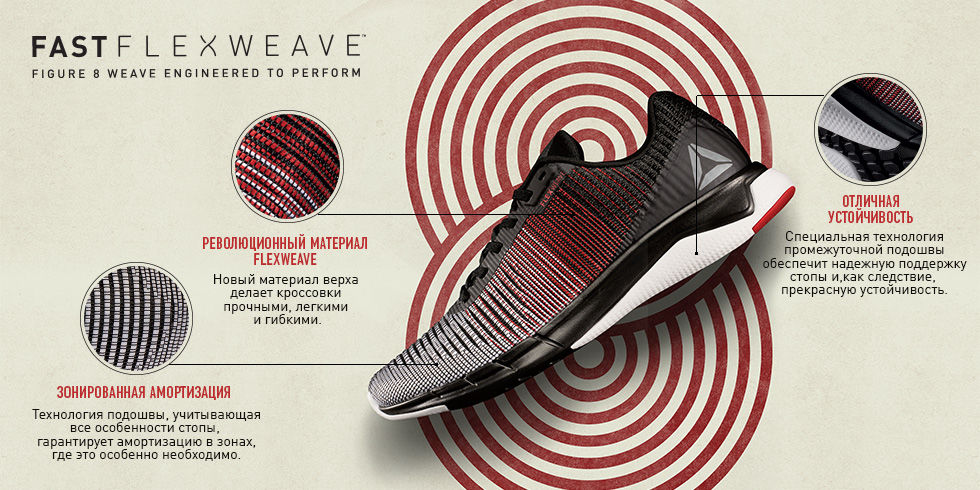 FAST FLEXWEAVE™
FIGURE 8 WEAVE ENGINEERED TO PERFORM
РЕВОЛЮЦИОННЫЙ МАТЕРИАЛ
FLEXWEAVE
Новый материал верха
делает кроссовки
прочными, легкими
и гибкими.
ЗОНИРОВАННАЯ АМОРТИЗАЦИЯ
Технология подошвы, учитывающая
все особенности стопы,
гарантирует амортизацию в зонах,
где это особенно необходимо.
ОТЛИЧНАЯ
УСТОЙЧИВОСТЬ
Специальная технология
промежуточной подошвы
обеспечит надежную поддержку
стопы и,как следствие,
прекрасную устойчивость.